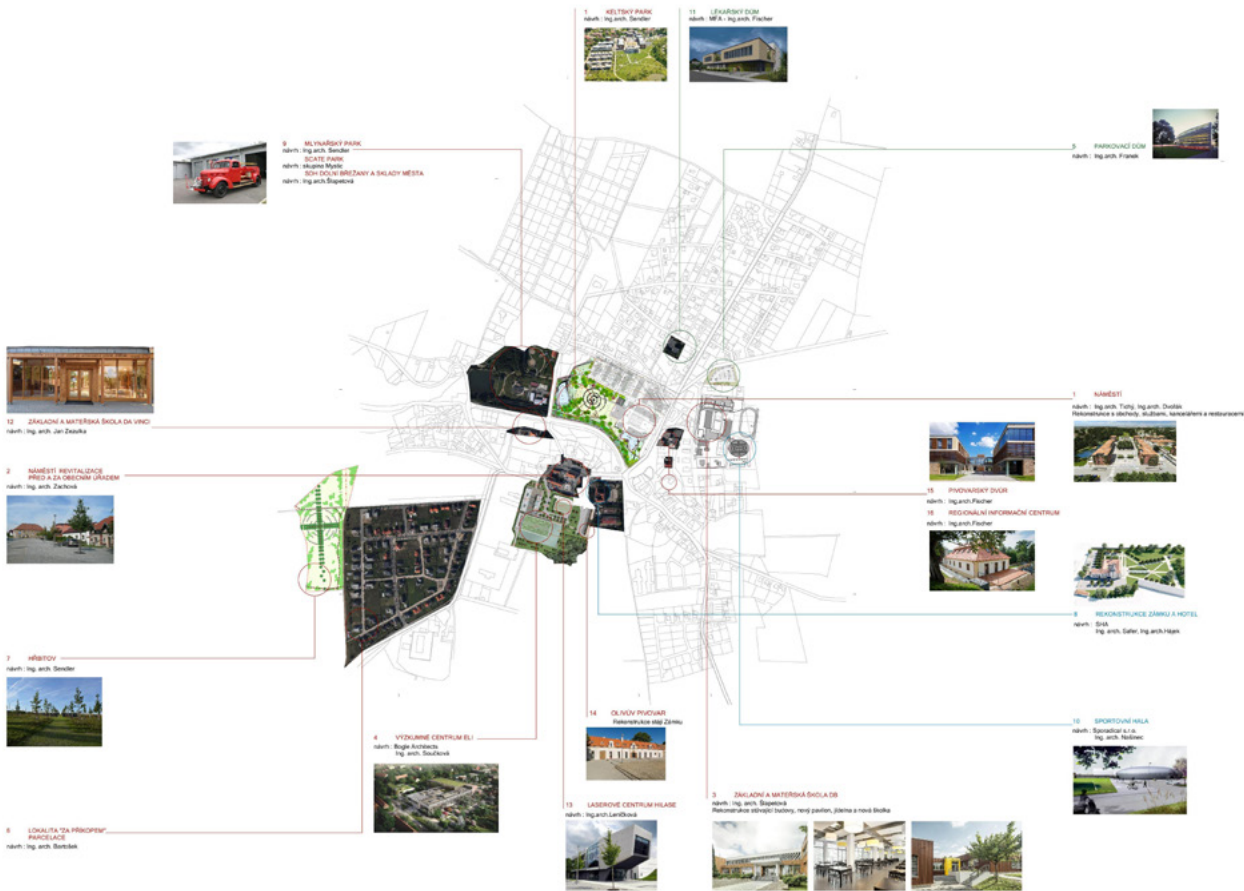 1 KELTSKÝ PARK
návrh : Ing.arch. Sendler
11 LÉKAŘSKÝ DŮM
návrh : MFA - Ing.arch. Fischer
9 MLYNAŘSKÝ PARK
návrh : Ing.arch. Sendler
SCATE PARK
návrh : skupina Mystic
SDH DOLNÍ BŘEŽANY A SKLADY MĚSTA
návrh : Ing.arch.Šlapetová
5 PARKOVACÍ DŮM
návrh : Ing.arch. Franek
12 ZÁKLADNÍ A MATEŘSKÁ ŠKOLA DA VINCI
návrh : Ing. arch. Jan
2 NÁMĚSTÍ REVITALIZACE
PŘED A ZA OBECNÍM ÚŘADEM
návrh : Ing. arch. Zachová
1 NÁMĚSTÍ
návrh : Ing.arch. Tichý, Ing.arch. Dvořák
Rekonstrukce s obchody, službami, kancelářemi a restauracemi
15 PIVOVARSKÝ DVŮR
návrh : Ing.arch.Fischer
16 REGIONÁLNÍ INFORMAČNÍ CENTRUM
návrh : Ing.arch.Fischer
REKONSTRUKCE ZÁMKU A HOTEL
návrh : SHA
Ing. arch. Šafer, Ing.arch.Hájek
7 HŘBITOV
návrh : Ing. arch. Sendler
14 OLIVŮV PIVOVAR
Rekonstrukce stájí Zámku
4 VÝZKUMNÉ CENTRUM ELI
návrh : Bogle Architects
Ing. arch. Součková
10 SPORTOVNÍ HALA
návrh : Sporadical s.r.o.
Ing. arch. Našinec
13 LASEROVÉ CENTRUM HILASE
návrh : Ing.arch.Leníčková
3 ZÁKLADNÍ A MATEŘSKÁ ŠKOLA DB
návrh : Ing. arch. Šlapetová
Rekonstrukce stávající budovy, nový pavilon, jídelna a nová školka
6 LOKALITA "ZA PŘÍKOPEM"
PARCELACE
návrh : Ing. arch. Bartošek